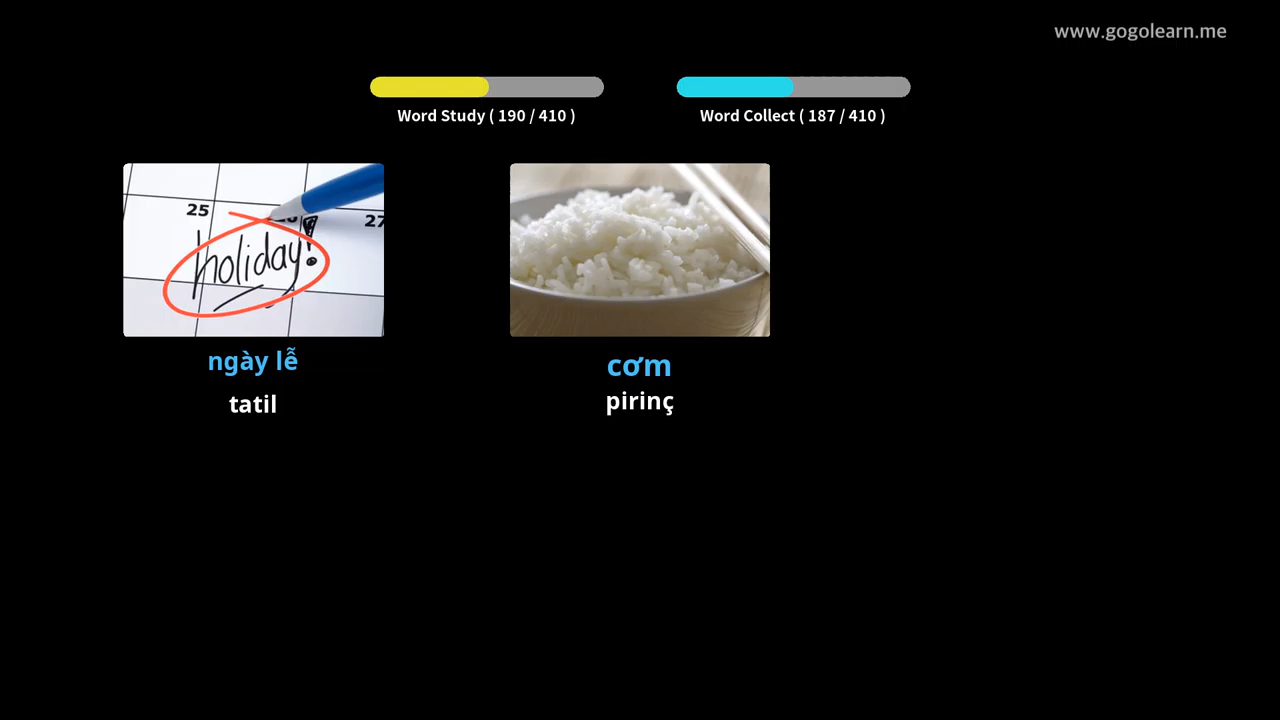 www.gogolearn.me
Word Study ( 190 / 410 )
Word Collect ( 187 / 410 )
25
27
holiday!
ngày lễ
tatil
cơm
pirinç